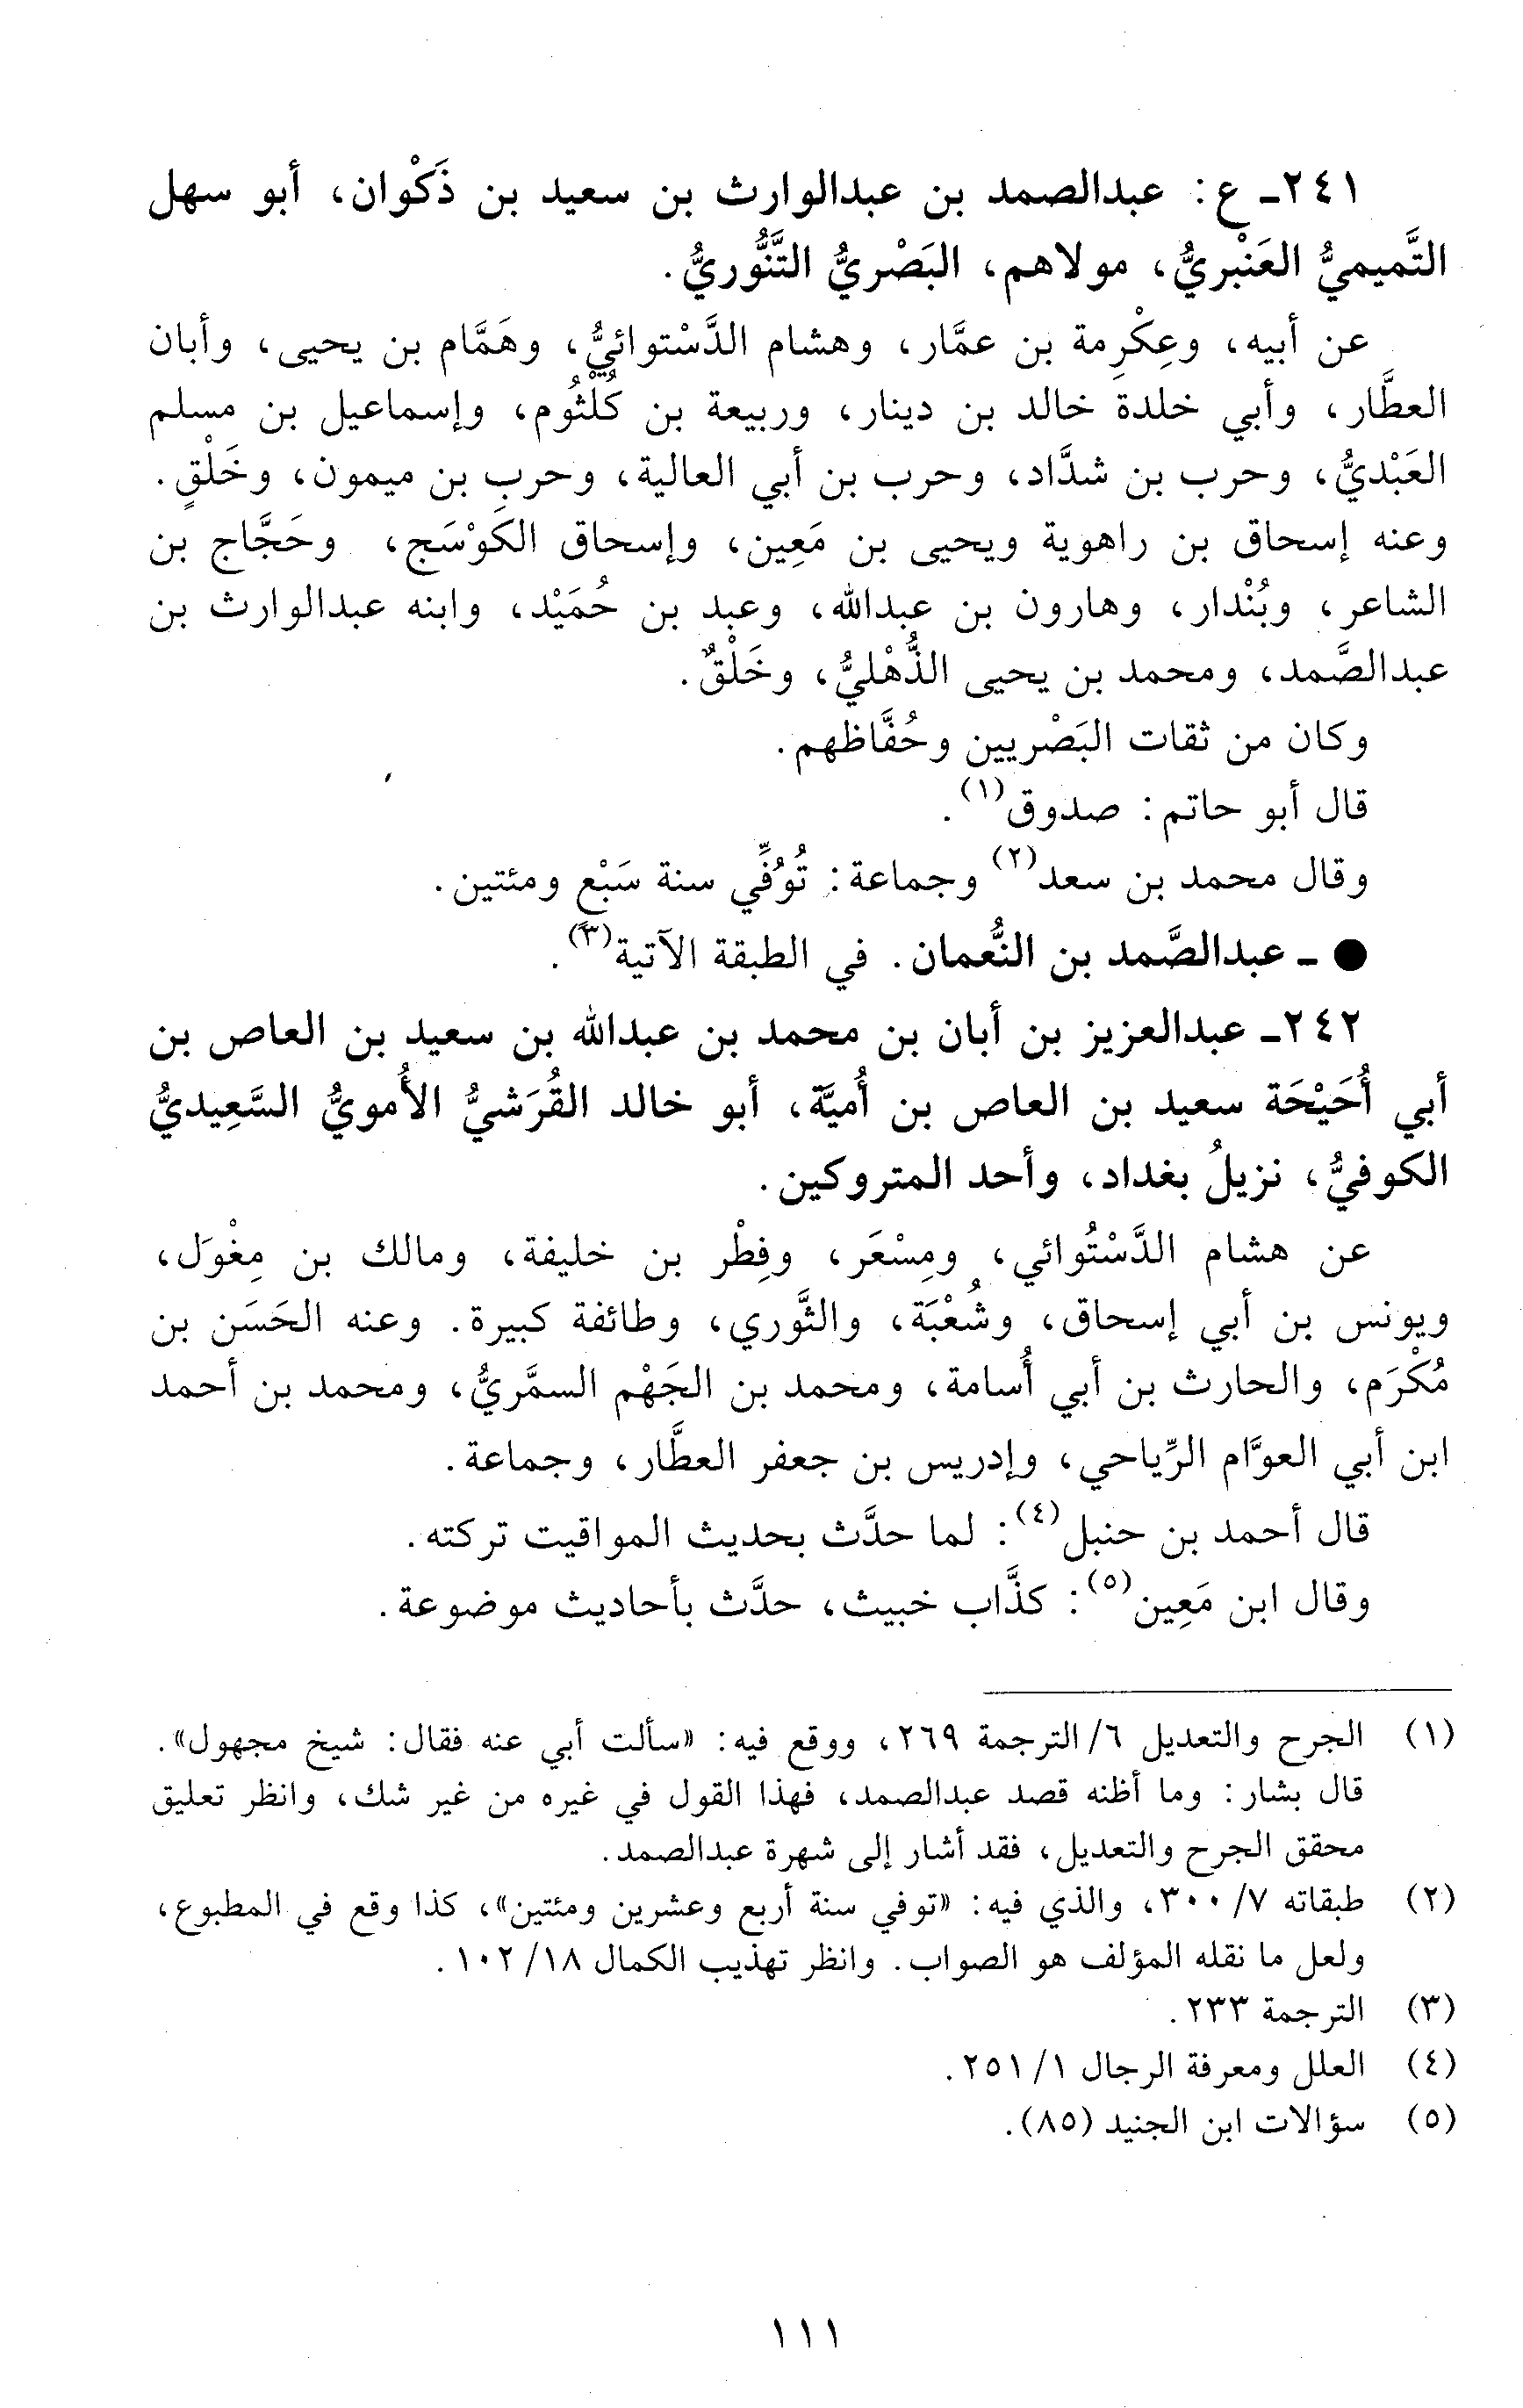 ٢٤١- ع: عبدالصمد بن عبدالوارث بن سعيد بن ذَكْوان، أبو سهل
التَّميميُّ العَنْبريُّ، مولاهم، البَصْريُّ التَّنُّوريُّ.
عن أبيه، وعِكْرِمة بن عمَّار، وهشام الدَّسْتوائيُّ، وهَمَّام بن يحيى، وأبان
العطَّار، وأبي خلدة خالد بن دينار، وربيعة بن كُلْثُوم، وإسماعيل بن مسلم
العَبْديُّ، وحرب بن شدَّاد، وحرب بن أبي العالية، وحرب بن ميمون، وخَلْقٍ.
وعنه إسحاق بن راهوية ويحيى بن مَعِين، وإسحاق الكَوْسَج، وحَجَّاج بن
الشاعر، وبُنْدار، وهارون بن عبدالله، وعبد بن حُمَيْد، وابنه عبدالوارث بن
عبدالصَّمد، ومحمد بن يحيى الذُّهْليُّ، وخَلْقٌ.
وكان من ثقات البَصْريين وحُفَّاظهم.
قال أبو حاتم: صدوق(١).
وقال محمد بن سعد(٢) وجماعة: تُوُفِّي سنة سَبْع ومئتين.
● - عبدالصَّمد بن النُّعمان. في الطبقة الآتية(٣).
٢٤٢- عبدالعزيز بن أبان بن محمد بن عبدالله بن سعيد بن العاص بن
أبي أُحَيْحَة سعيد بن العاص بن أُميَّة، أبو خالد القُرَشيُّ الأُمويُّ السَّعِيديُّ
الكوفيُّ، نزيلُ بغداد، وأحد المتروكين.
عن هشام الدَّسْتُوائي، ومِسْعَر، وفِطْر بن خليفة، ومالك بن مِغْوَل،
ويونس بن أبي إسحاق، وشُعْبَة، والثَّوري، وطائفة كبيرة. وعنه الحَسَن بن
مُكْرَم، والحارث بن أبي أُسامة، ومحمد بن الجَهْم السمَّريُّ، ومحمد بن أحمد
ابن أبي العوَّام الرِّياحي، وإدريس بن جعفر العطَّار، وجماعة.
قال أحمد بن حنبل(٤): لما حدَّث بحديث المواقيت تركته.
وقال ابن مَعِين(٥): كذَّاب خبيث، حدَّث بأحاديث موضوعة.
(١) الجرح والتعديل ٦/ الترجمة ٢٦٩، ووقع فيه: «سألت أبي عنه فقال: شيخ مجهول».
قال بشار: وما أظنه قصد عبدالصمد، فهذا القول في غيره من غير شك، وانظر تعليق
محقق الجرح والتعديل، فقد أشار إلى شهرة عبدالصمد.
(٢) طبقاته ٧/ ٣٠٠، والذي فيه: «توفي سنة أربع وعشرين ومئتين»، كذا وقع في المطبوع،
ولعل ما نقله المؤلف هو الصواب. وانظر تهذيب الكمال ١٨/ ١٠٢.
(٣) الترجمة ٢٣٣.
(٤) العلل ومعرفة الرجال ١/ ٢٥١.
(٥) سؤالات ابن الجنيد (٨٥).
١١١